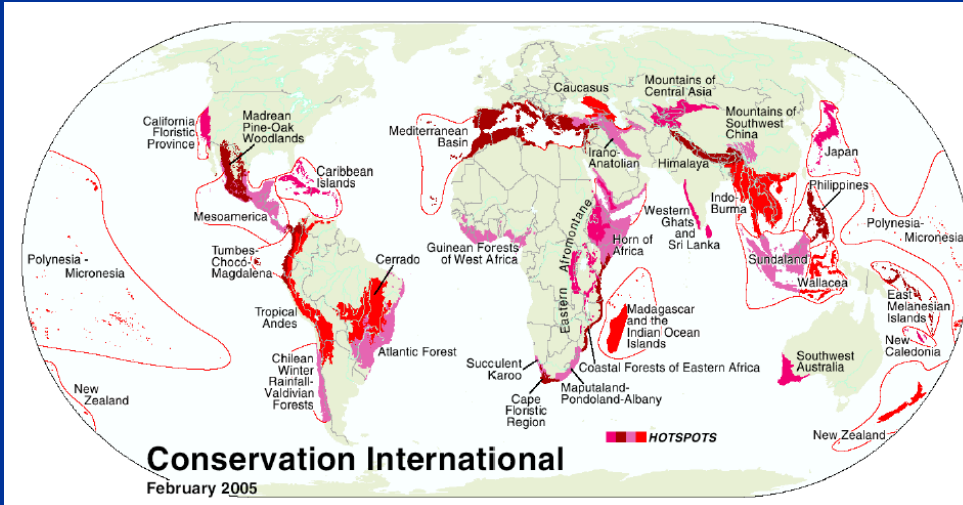 California
Floristic
Province
Madrean
Pine-Oak
Woodlands
Caribbean
Islands
Mesoamerica
Polynesia -
Micronesia
Tumbes-
Chocó-
Magdalena
Tropical
Andes
Cerrado
Atlantic Forest
Chilean
Winter
Rainfall-
Valdivian
Forests
New
Zealand
Mediterranean
Basin
Caucasus
Irano-
Anatolian
Mountains of
Central Asia
Mountains of
Southwest
China
Himalaya
Japan
Philippines
Indo-
Burma
Western
Ghats
and
Sri Lanka
Guinean Forests
of West Africa
Eastern Afromontane
Horn of
Africa
Sundaland
Wallacea
Polynesia-
Micronesia
East
Melanesian
Islands
New
Caledonia
Madagascar
and the
Indian Ocean
Islands
Coastal Forests of Eastern Africa
Succulent
Karoo
Cape
Floristic
Region
Maputaland-
Pondoland-Albany
Southwest
Australia
New Zealand
HOTSPOTS
Conservation International
February 2005